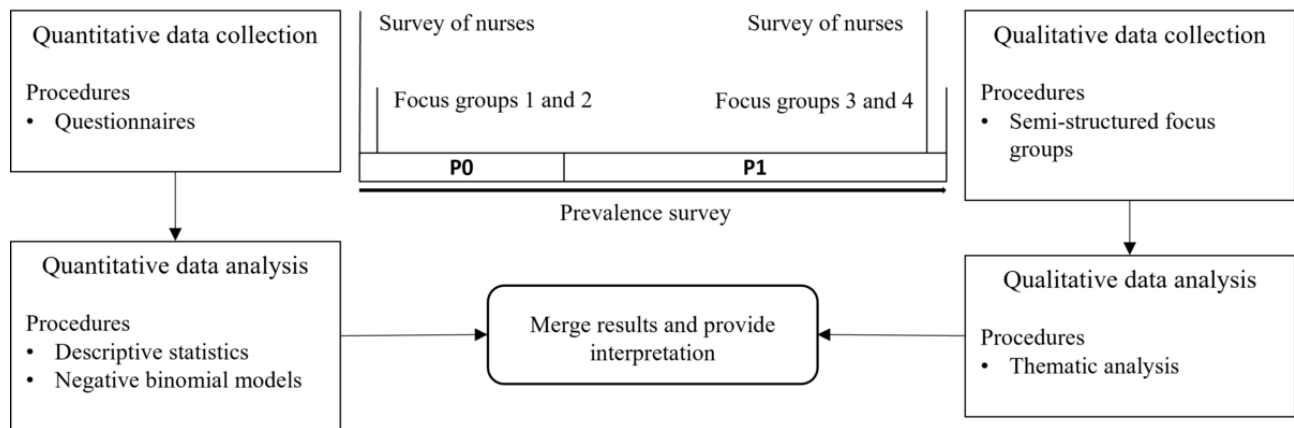 Quantitative data collection
Procedures
• Questionnaires
Survey of nurses
Survey of nurses
Focus groups 1 and 2
Focus groups 3 and 4
P0
P1
Prevalence survey
Qualitative data collection
Procedures
• Semi-structured focus
groups
Quantitative data analysis
Procedures
• Descriptive statistics
• Negative binomial models
Merge results and provide
interpretation
Qualitative data analysis
Procedures
• Thematic analysis